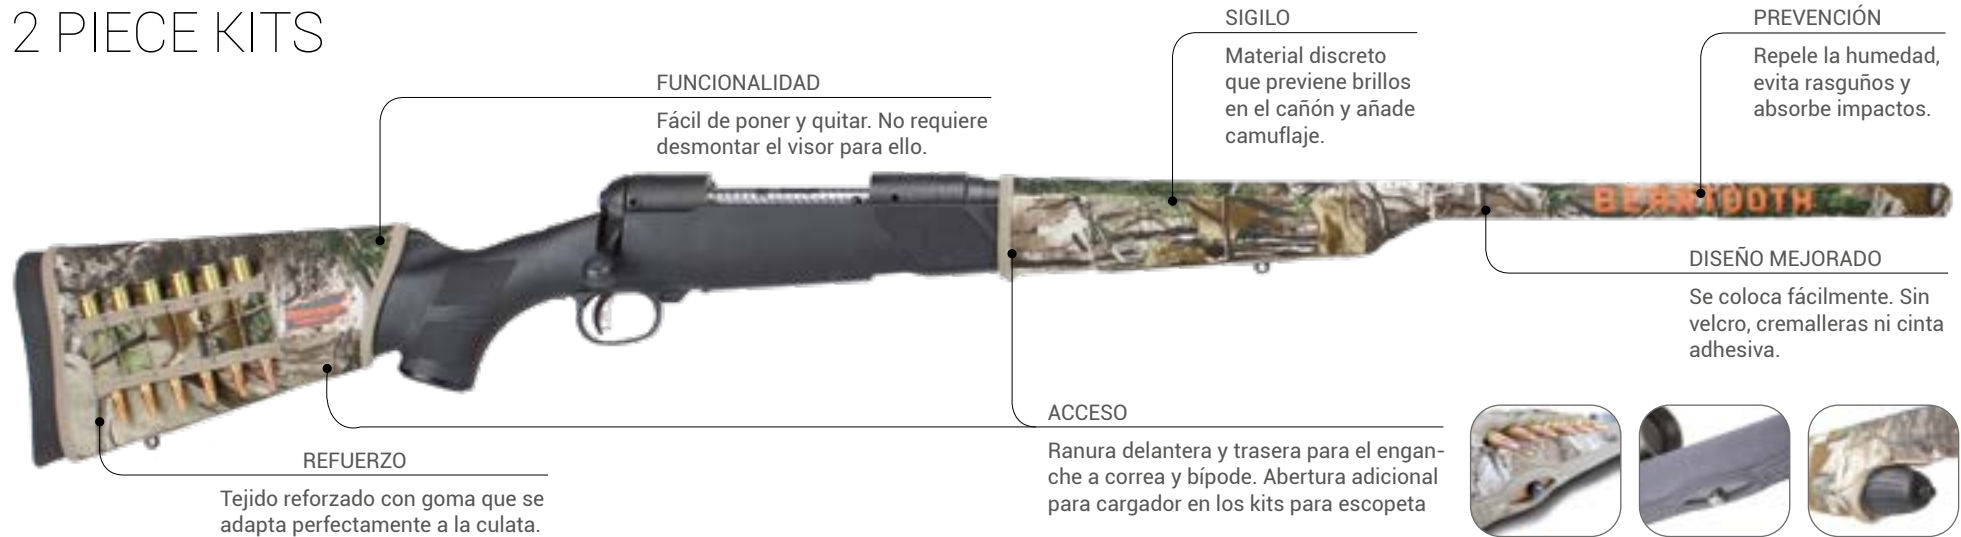 2 PIECE KITS
FUNCIONALIDAD
Fácil de poner y quitar. No requiere
desmontar el visor para ello.
SIGILO
Material discreto
que previene brillos
en el cañón y añade
camuflaje.
PREVENCIÓN
Repele la humedad,
evita rasguños y
absorbe impactos.
BEARTOOTH
DISEÑO MEJORADO
Se coloca fácilmente. Sin
velcro, cremalleras ni cinta
adhesiva.
ACCESO
Ranura delantera y trasera para el engan-
che a correa y bípode. Abertura adicional
para cargador en los kits para escopeta
REFUERZO
Tejido reforzado con goma que se
adapta perfectamente a la culata.